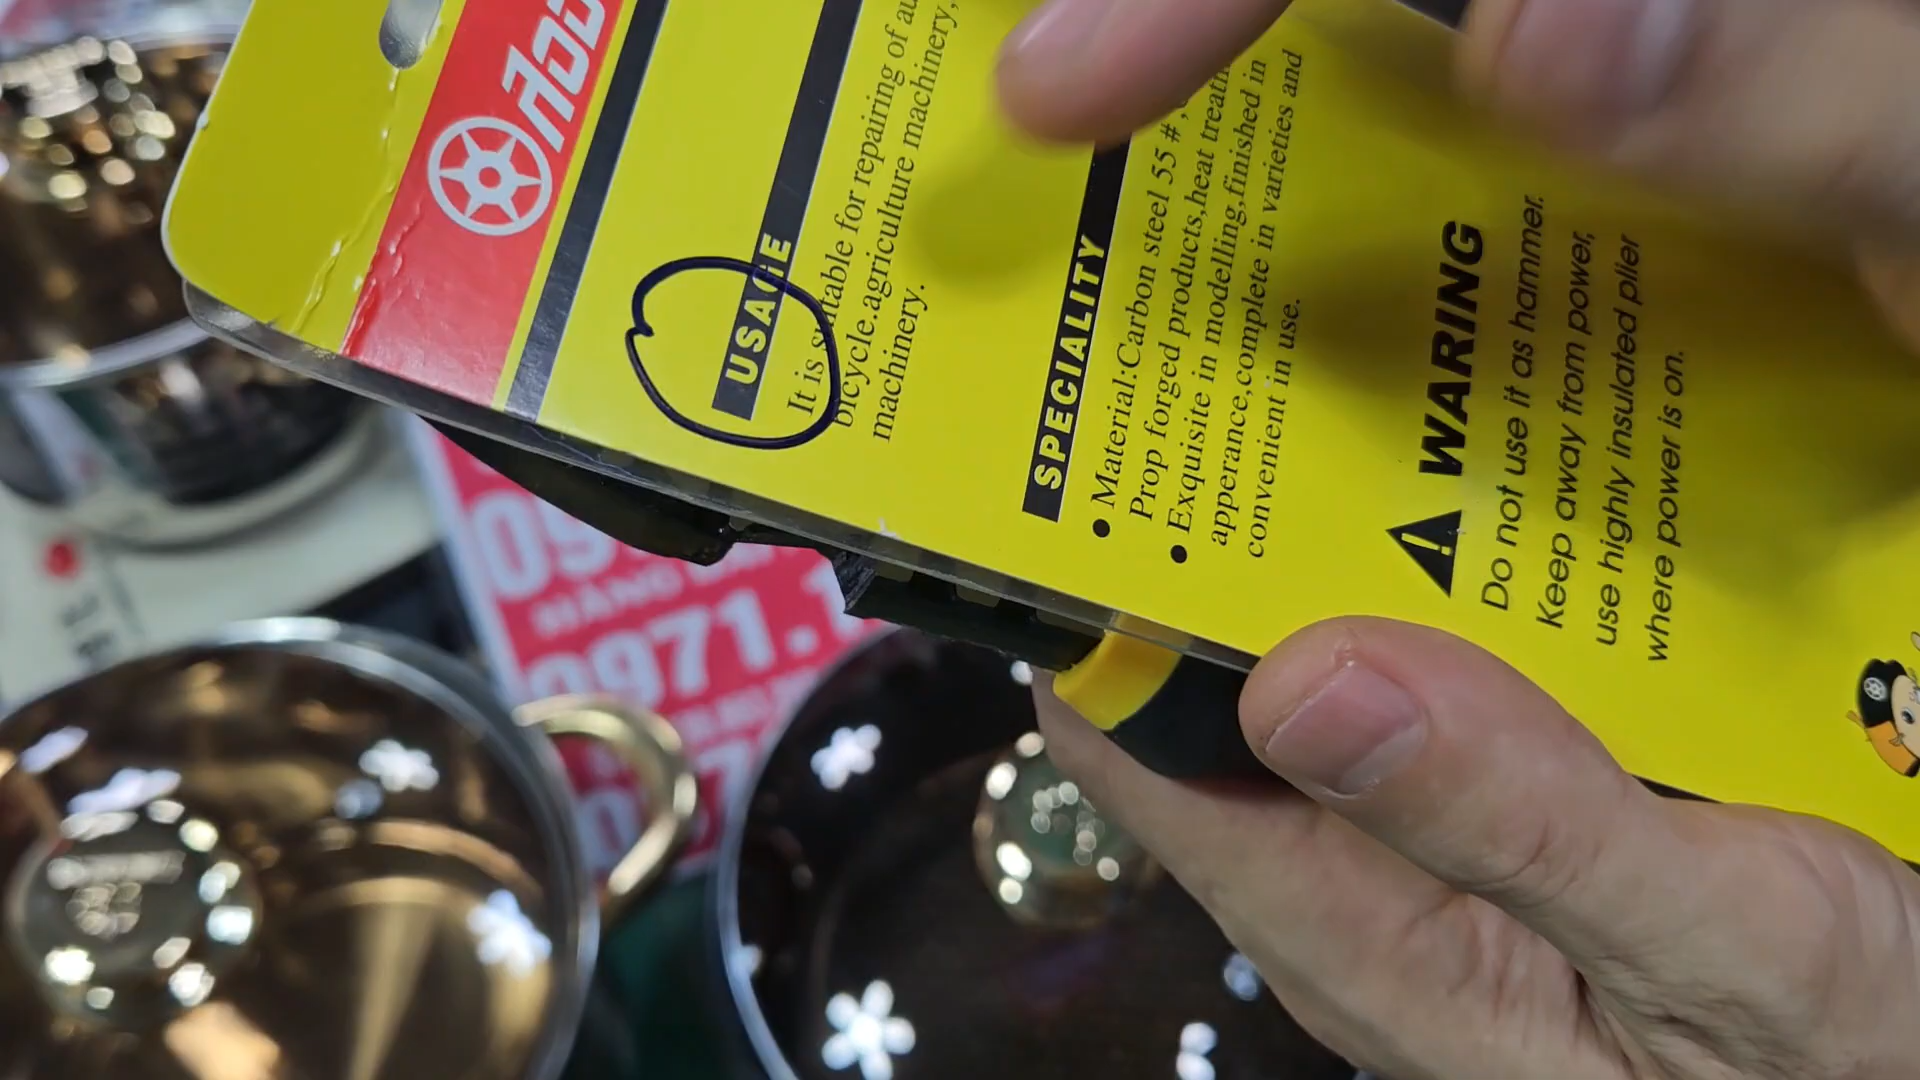 USAGE
It is suitable for repairing of
bicycle.agriculture machinery,
machinery.
SPECIALITY
● Material:Carbon steel 55 #,
Prop forged products,heat
● Exquisite in modelling,finished in
apperance,complete in varieties and
convenient in use.
WARING
Do not use it as hammer.
Keep away from power,
use highly insulated plier
where power is on.
0971.1